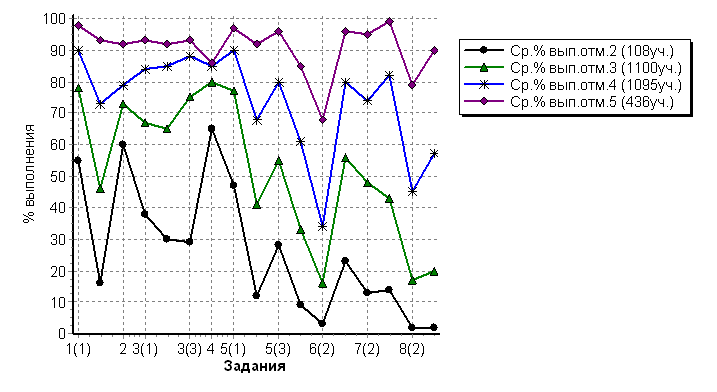 100
90
80
70
60
50
40
30
20
10
0
% выполнения
1(1) 2 3(1) 3(3) 4 5(1) 5(3) 6(2) 7(2) 8(2)
Задания
Ср.% вып.отм.2 (108уч.)
Ср.% вып.отм.3 (1100уч.)
Ср.% вып.отм.4 (1095уч.)
Ср.% вып.отм.5 (436уч.)